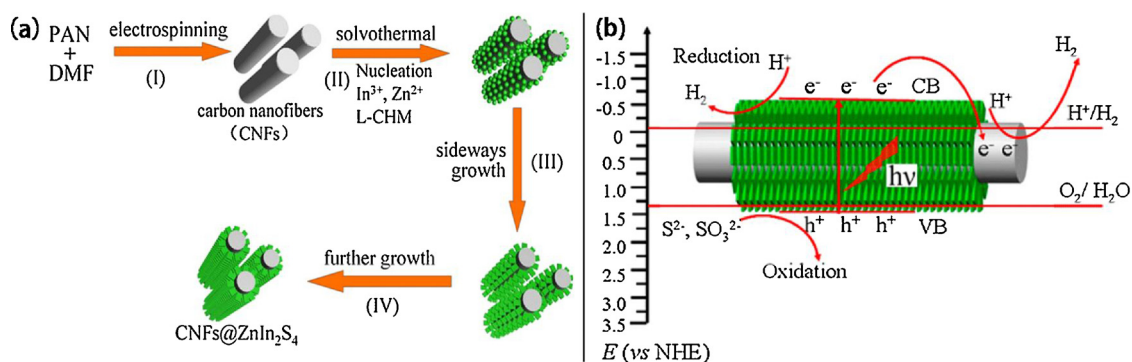 (a)
PAN
+
DMF
electrospinning
(I)
carbon nanofibers
(CNFs)
solvothermal
(II)
Nucleation
In³⁺, Zn²⁺
L-CHM
sideways
growth
(III)
further growth
(IV)
CNFs@ZnIn₂S₄
(b)
-1.5
-1.0
-0.5
0
0.5
1.0
1.5
2.0
2.5
3.0
3.5
E (vs NHE)
Reduction
H⁺
H₂
e⁻ e⁻ e⁻
CB
H⁺
H₂
H⁺/H₂
e⁻ e⁻
hν
O₂/ H₂O
S²⁻, SO₃²⁻
h⁺ h⁺ h⁺
VB
Oxidation